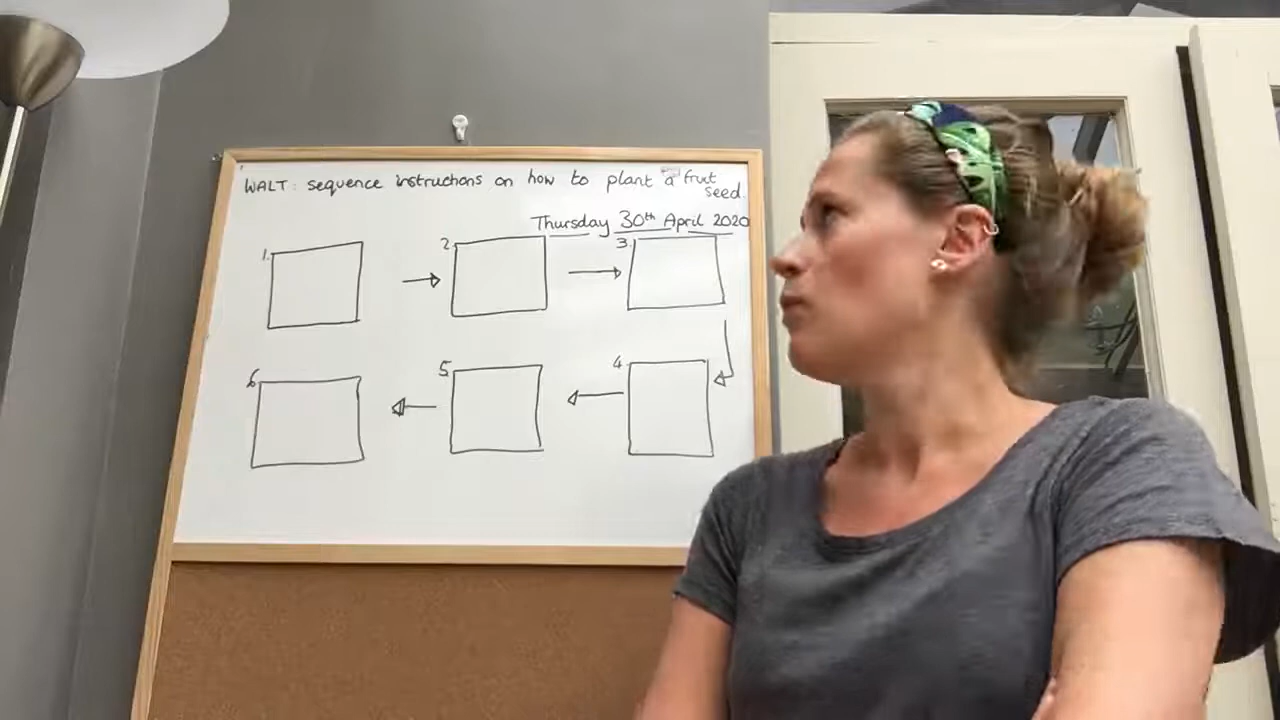 WALT: sequence instructions on how to plant a fruit
seed.
Thursday 30th April 2020
1. 2. 3.
6 5 4